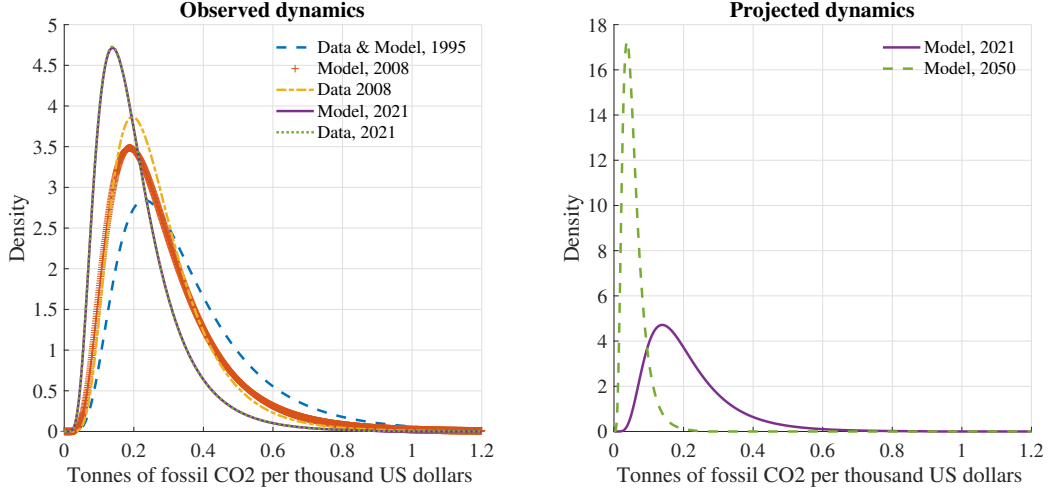 Observed dynamics
5
4.5
4
3.5
3
2.5
2
1.5
1
0.5
0
Density
0
0.2
0.4
0.6
0.8
1
1.2
Tonnes of fossil CO2 per thousand US dollars
Data & Model, 1995
Model, 2008
Data 2008
Model, 2021
Data, 2021
Projected dynamics
18
16
14
12
10
8
6
4
2
0
Density
0
0.2
0.4
0.6
0.8
1
1.2
Tonnes of fossil CO2 per thousand US dollars
Model, 2021
Model, 2050